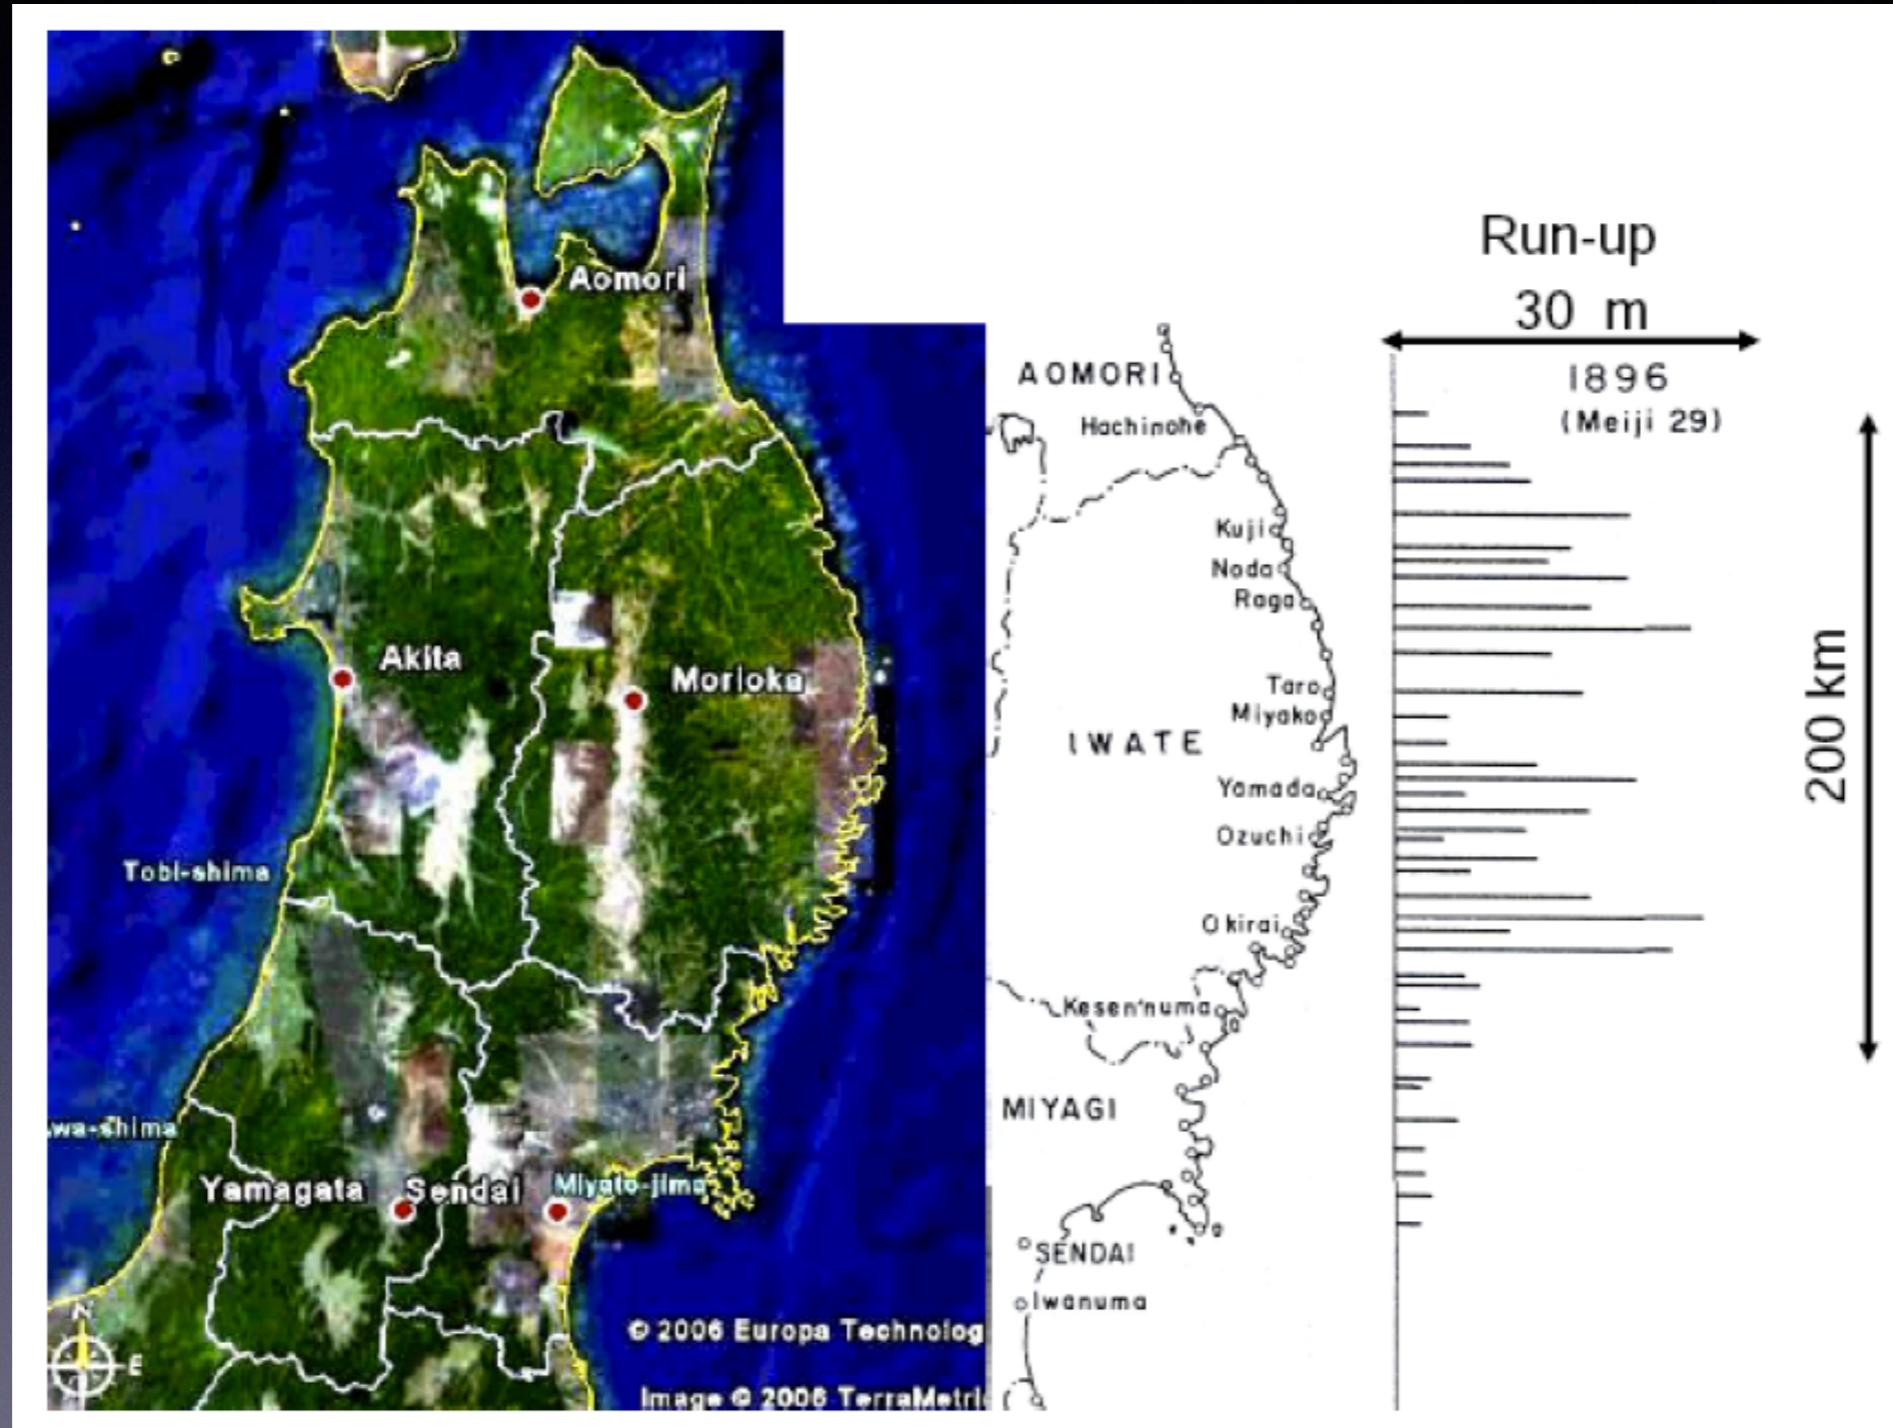 Aomori
Akita
Morioka
Tobi-shima
wa-shima
Yamagata
Sendai
Miyato-jima
N
E
© 2006 Europa Technolog
Image © 2006 TerraMetri
AOMORI
Hachinohe
Kuji
Noda
Raga
Taro
Miyako
IWATE
Yamada
Ozuchi
Okirai
Kesen'numa
MIYAGI
SENDAI
Iwanuma
Run-up
30 m
1896
(Meiji 29)
200 km